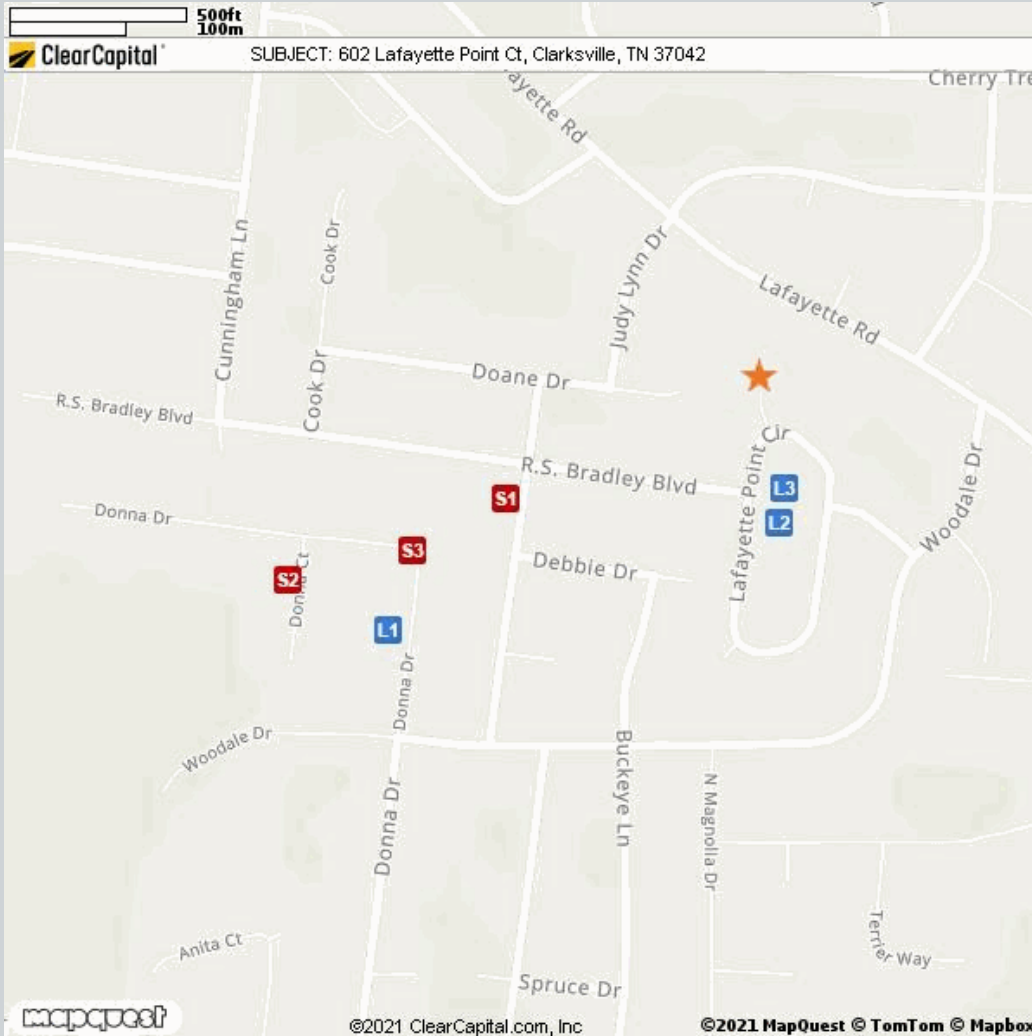 500ft
100m
ClearCapital
SUBJECT: 602 Lafayette Point Ct, Clarksville, TN 37042
Cherry Tre
ayette Rd
Cunningham Ln
Cook Dr
Judy Lynn Dr
Lafayette Rd
Cook Dr
Doane Dr
R.S. Bradley Blvd
Lafayette Point Cir
R.S. Bradley Blvd
Woodale Dr
S1
L3
L2
Donna Dr
S3
Debbie Dr
S2
Donna Ct
L1
Donna Dr
Woodale Dr
Buckeye Ln
Donna Dr
N Magnolia Dr
Anita Ct
Terrier Way
Spruce Dr
mapquest
©2021 ClearCapital.com, Inc
©2021 MapQuest © TomTom © Mapbox